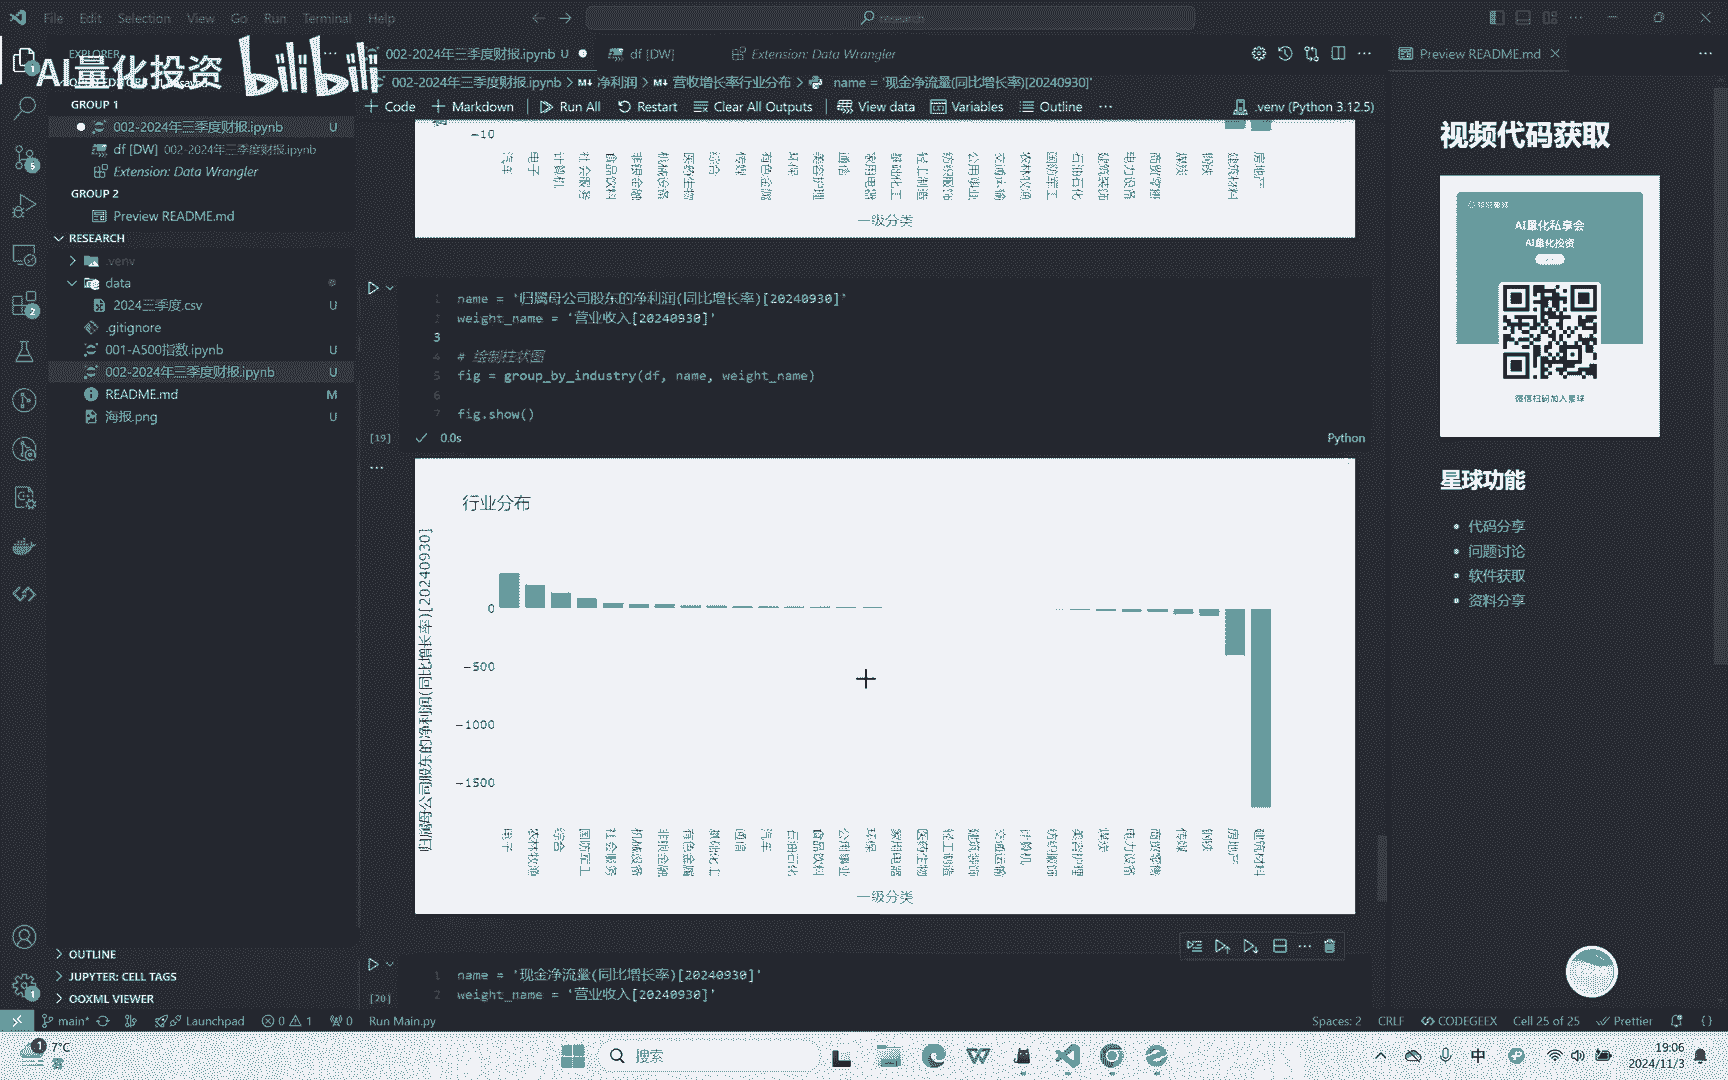 File Edit Selection View Go Run Terminal Help
research
EXPLORER
AI量化投资 bilibili
002-2024年三季度财报.ipynb U
df [DW]
Extension: Data Wrangler
Preview README.md
002-2024年三季度财报.ipynb > 净利润 > 营收增长率行业分布 > name = '现金净流量(同比增长率)[20240930]'
Code
Markdown
Run All
Restart
Clear All Outputs
View data
Variables
Outline
.venv (Python 3.12.5)
GROUP 1
002-2024年三季度财报.ipynb U
df [DW] 002-2024年三季度财报.ipynb
Extension: Data Wrangler
GROUP 2
Preview README.md
RESEARCH
.venv
data
2024三季度.csv U
.gitignore
001-A500指数.ipynb U
002-2024年三季度财报.ipynb U
README.md M
海报.png U
OUTLINE
JUPYTER: CELL TAGS
OOXML VIEWER
-10
汽车 电子 计算机 社会服务 食品饮料 非银金融 机械设备 医药生物 综合 传媒 有色金属 环保 美容护理 通信 家用电器 基础化工 轻工制造 纺织服饰 公用事业 交通运输 农林牧渔 国防军工 石油石化 建筑装饰 电力设备 商贸零售 煤炭 钢铁 建筑材料 房地产
一级分类
1 name = '归属母公司股东的净利润(同比增长率)[20240930]'
2 weight_name = '营业收入[20240930]'
3
4 # 绘制柱状图
5 fig = group_by_industry(df, name, weight_name)
6
7 fig.show()
[19] 0.0s Python
行业分布
归属母公司股东的净利润(同比增长率)[20240930]
0
-500
-1000
-1500
电子 农林牧渔 综合 国防军工 社会服务 机械设备 非银金融 有色金属 基础化工 通信 汽车 石油石化 食品饮料 公用事业 环保 家用电器 医药生物 轻工制造 建筑装饰 交通运输 计算机 纺织服饰 美容护理 煤炭 电力设备 商贸零售 传媒 钢铁 房地产 建筑材料
一级分类
1 name = '现金净流量(同比增长率)[20240930]'
2 weight_name = '营业收入[20240930]'
[20]
视频代码获取
AI量化私享会
AI量化投资
微信扫码加入星球
星球功能
代码分享
问题讨论
软件获取
资料分享
main* Launchpad 0 1 0 Run Main.py
Spaces: 2 CRLF CODEGEEX Cell 25 of 25 Prettier
7°C
搜索
中
19:06
2024/11/3